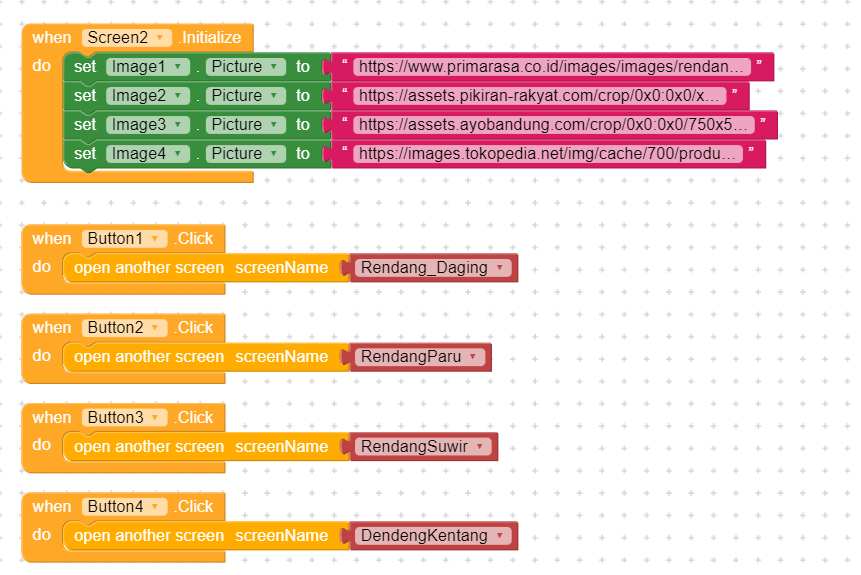 when Screen2 .Initialize
do set Image1 . Picture to “ https://www.primarasa.co.id/images/images/rendan... ”
set Image2 . Picture to “ https://assets.pikiran-rakyat.com/crop/0x0:0x0/x... ”
set Image3 . Picture to “ https://assets.ayobandung.com/crop/0x0:0x0/750x5... ”
set Image4 . Picture to “ https://images.tokopedia.net/img/cache/700/produ... ”
when Button1 .Click
do open another screen screenName Rendang_Daging
when Button2 .Click
do open another screen screenName RendangParu
when Button3 .Click
do open another screen screenName RendangSuwir
when Button4 .Click
do open another screen screenName DendengKentang